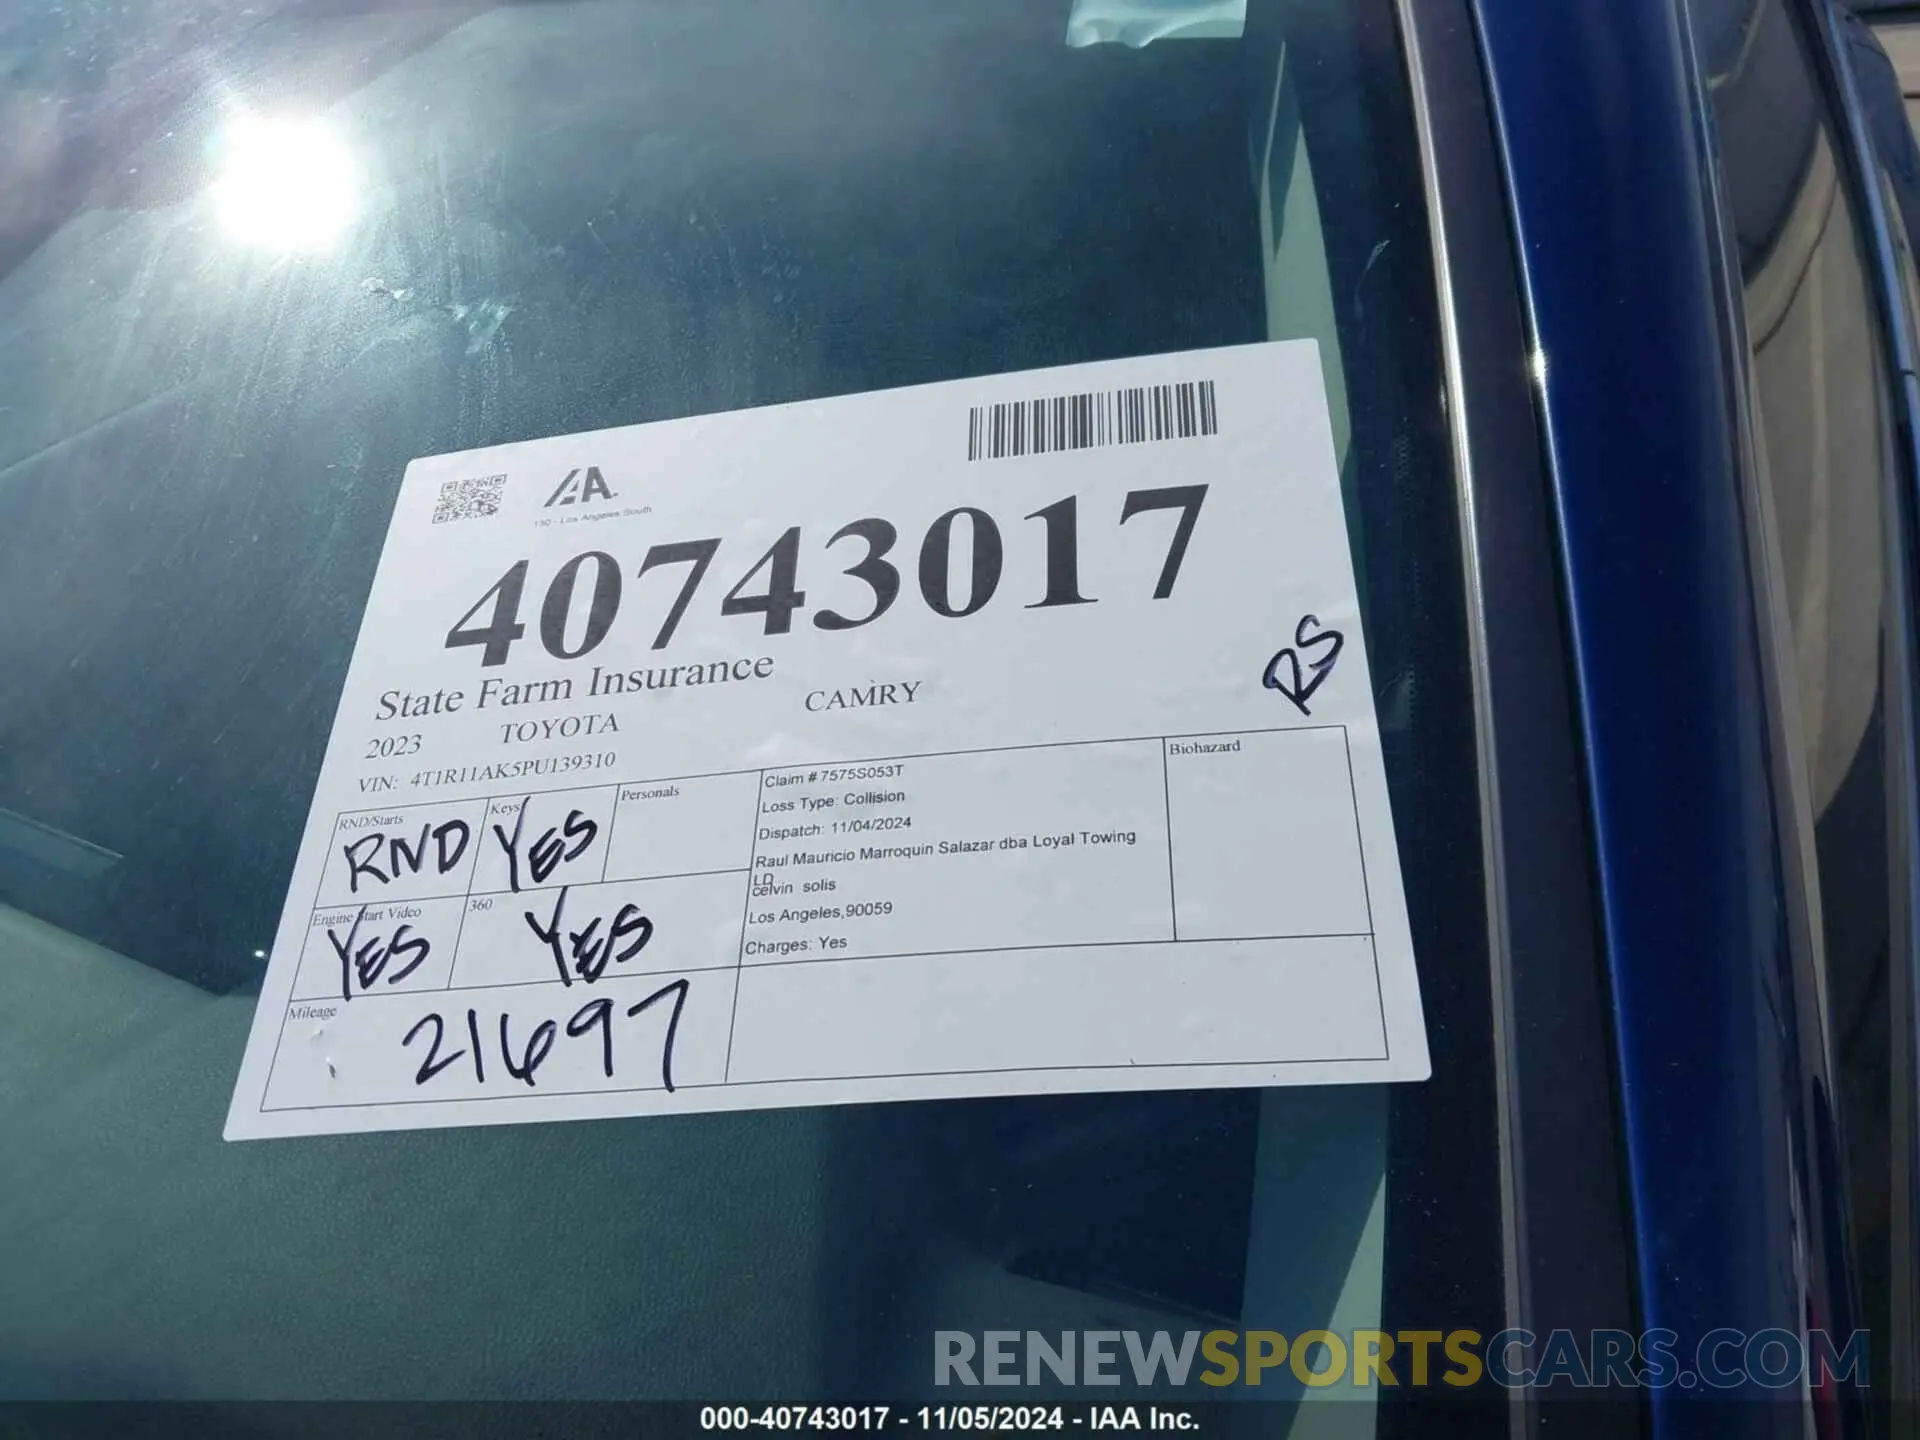 IAA.
130 - Los Angeles South
40743017
State Farm Insurance
2023 TOYOTA CAMRY
RS
VIN: 4T1R11AK5PU139310
RND/Starts
RND
Keys
YES
Personals
Engine Start Video
YES
360
YES
Mileage
21697
Claim # 7575S053T
Loss Type: Collision
Dispatch: 11/04/2024
Raul Mauricio Marroquin Salazar dba Loyal Towing
LD
celvin solis
Los Angeles,90059
Charges: Yes
Biohazard
RENEWSPORTSCARS.COM
000-40743017 - 11/05/2024 - IAA Inc.